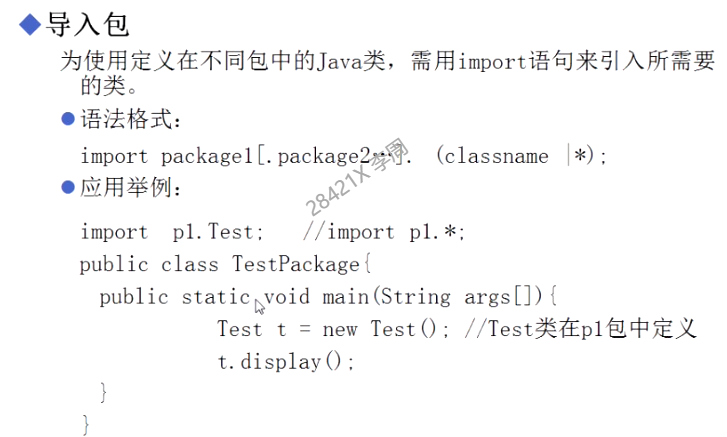 ◆导入包
为使用定义在不同包中的Java类，需用import语句来引入所需要
的类。
●语法格式：
import package1[.package2…]. (classname |*);
28421X 李周
●应用举例：
import p1.Test; //import p1.*;
public class TestPackage{
public static void main(String args[]){
Test t = new Test(); //Test类在p1包中定义
t.display();
}
}